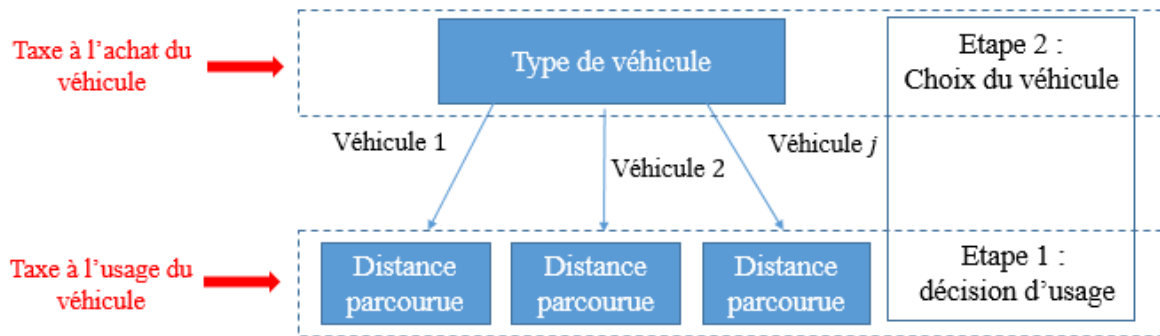 Taxe à l’achat du
véhicule
Type de véhicule
Etape 2 :
Choix du véhicule
Véhicule 1
Véhicule 2
Véhicule j
Taxe à l’usage du
véhicule
Distance
parcourue
Distance
parcourue
Distance
parcourue
Etape 1 :
décision d’usage